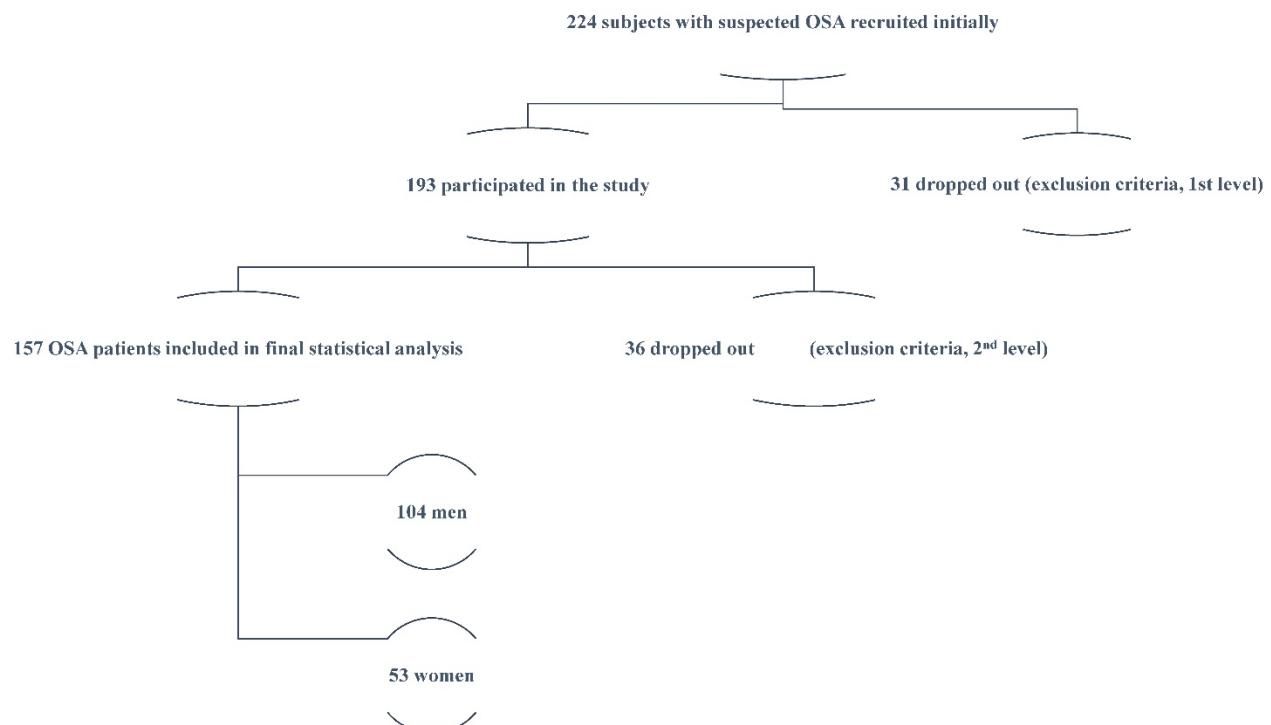 224 subjects with suspected OSA recruited initially
193 participated in the study
31 dropped out (exclusion criteria, 1st level)
157 OSA patients included in final statistical analysis
36 dropped out (exclusion criteria, 2nd level)
104 men
53 women